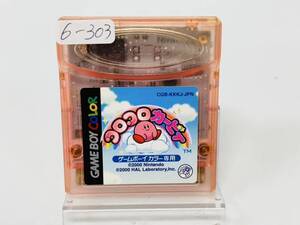 6-303
CGB-KKKJ-JPN
GAME BOY COLOR
コロコロカービィ
TM
ゲームボーイカラー専用
©2000 Nintendo
©2000 HAL Laboratory,Inc.